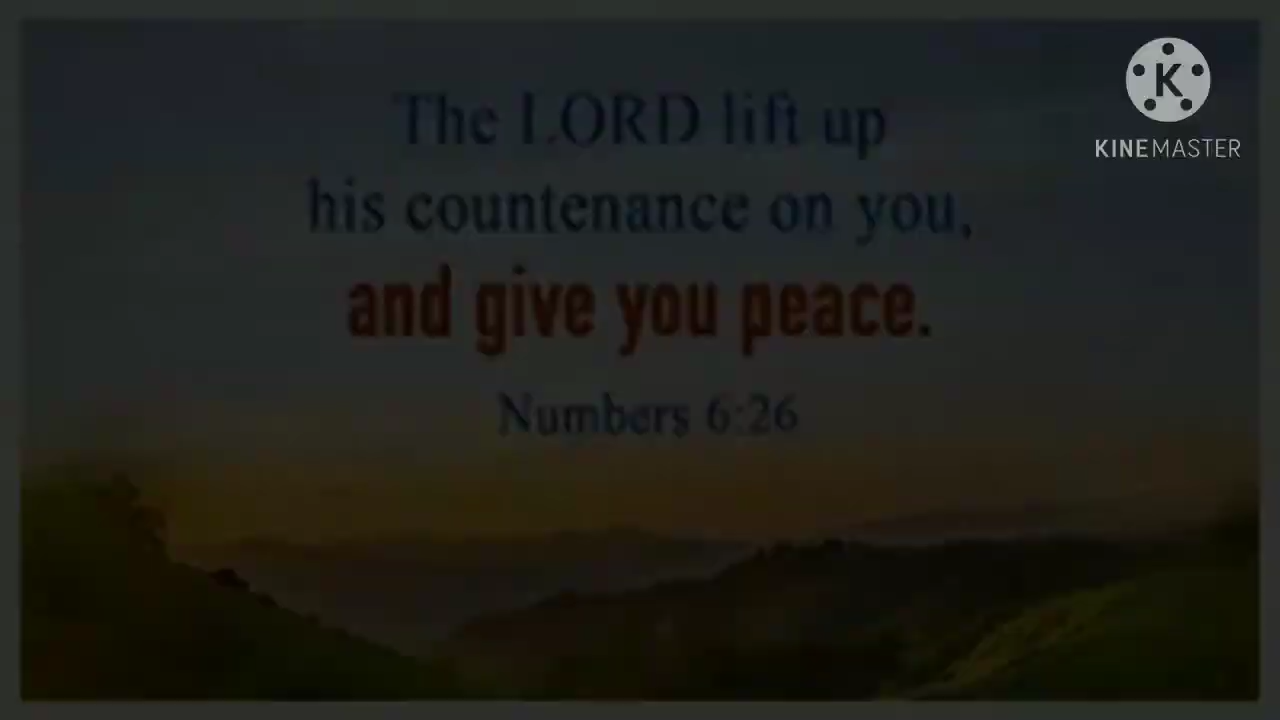 The LORD lift up
his countenance on you,
and give you peace.
Numbers 6:26
K
KINEMASTER